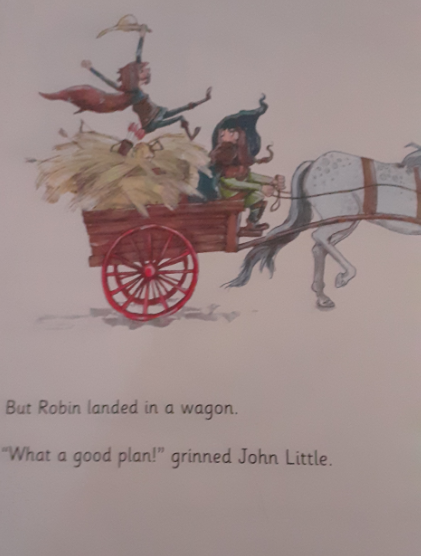 But Robin landed in a wagon.
"What a good plan!" grinned John Little.